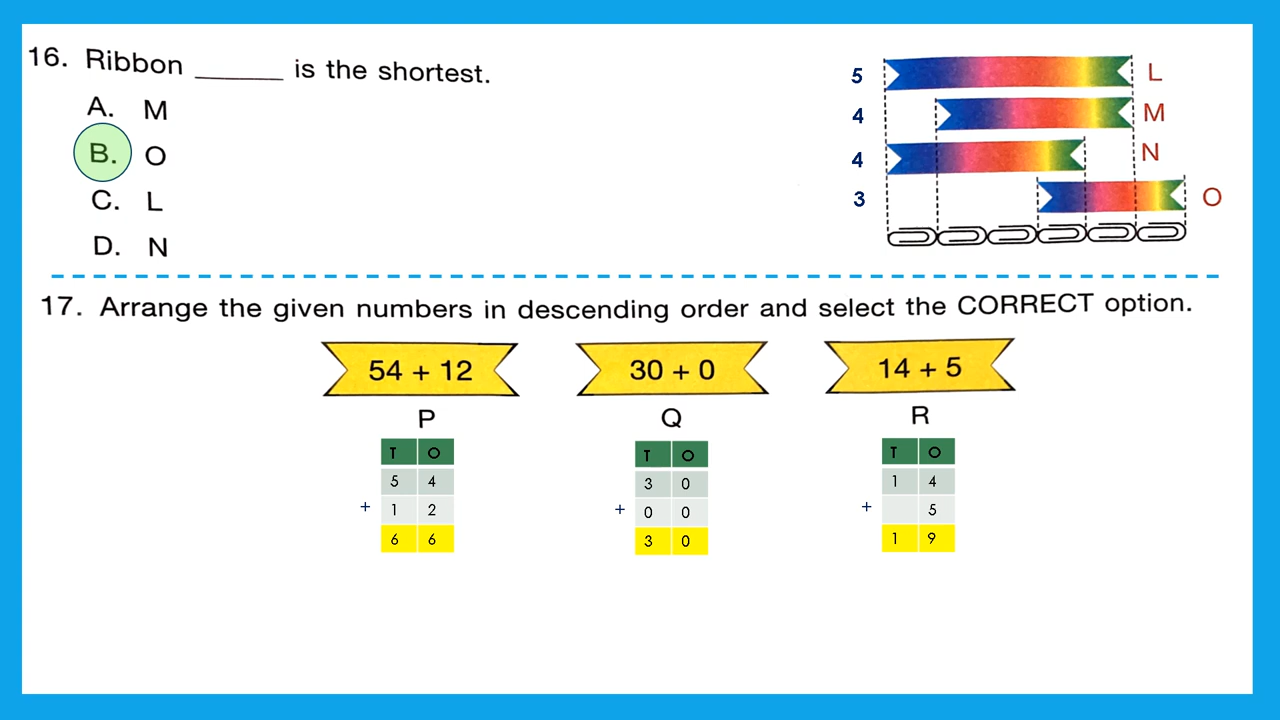 16. Ribbon ______ is the shortest.
A. M
B. O
C. L
D. N
5 L
4 M
4 N
3 O
17. Arrange the given numbers in descending order and select the CORRECT option.
54 + 12
30 + 0
14 + 5
P
Q
R
T O
5 4
+ 1 2
6 6
T O
3 0
+ 0 0
3 0
T O
1 4
+ 5
1 9